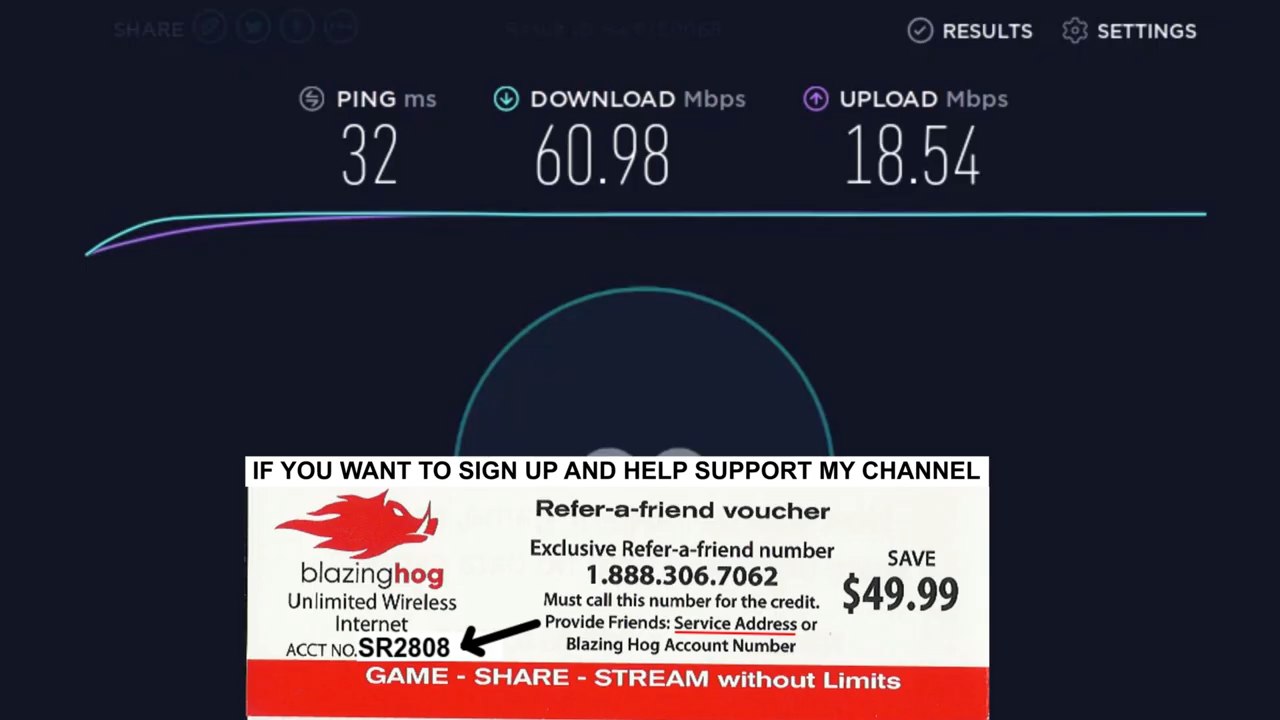 SHARE
RESULTS
SETTINGS
PING ms
DOWNLOAD Mbps
UPLOAD Mbps
32
60.98
18.54
IF YOU WANT TO SIGN UP AND HELP SUPPORT MY CHANNEL
Refer-a-friend voucher
Exclusive Refer-a-friend number
1.888.306.7062
Must call this number for the credit.
Provide Friends: Service Address or
Blazing Hog Account Number
SAVE
$49.99
blazinghog
Unlimited Wireless
Internet
ACCT NO.SR2808
GAME - SHARE - STREAM without Limits